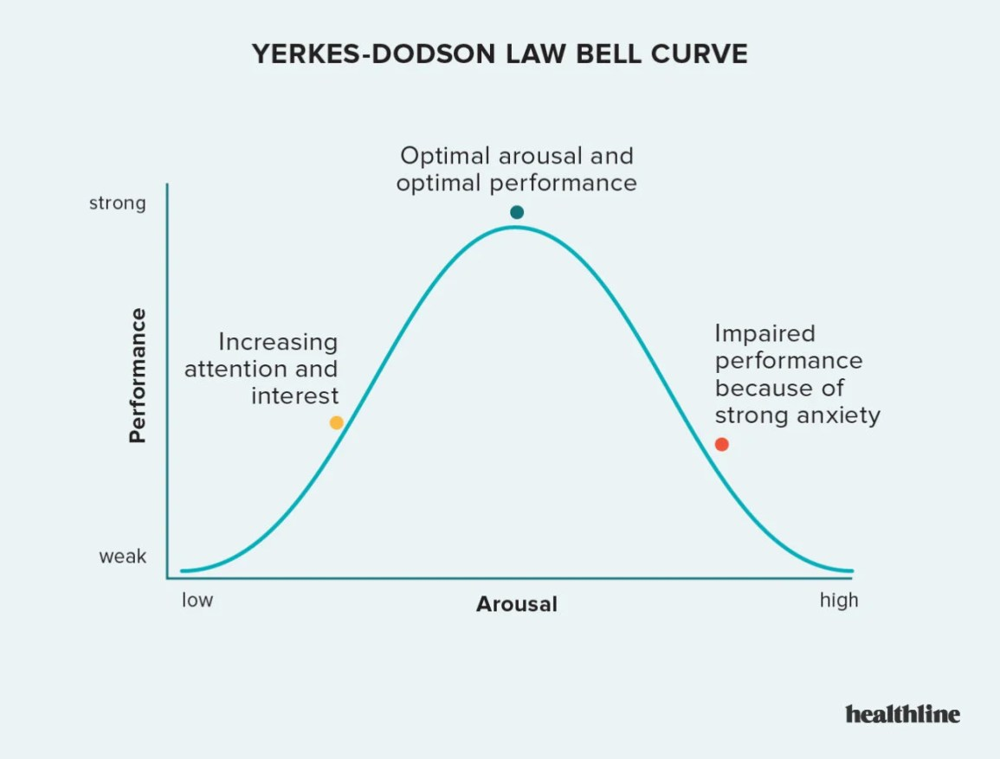 YERKES-DODSON LAW BELL CURVE
Optimal arousal and
optimal performance
strong
Performance
Increasing
attention and
interest
Impaired
performance
because of
strong anxiety
weak
low
Arousal
high
healthline